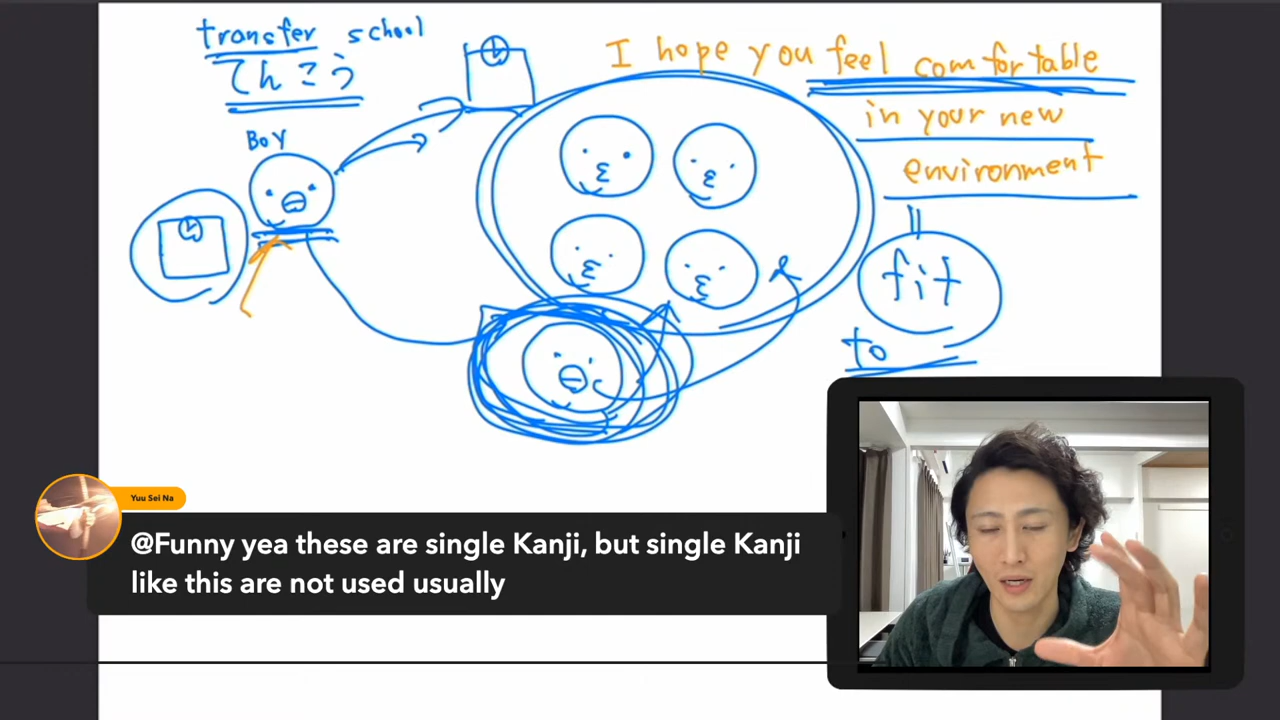 transfer school
てんこう
BOY
I hope you feel comfortable
in your new
environment
fit
to
Yuu Sei Na
@Funny yea these are single Kanji, but single Kanji
like this are not used usually